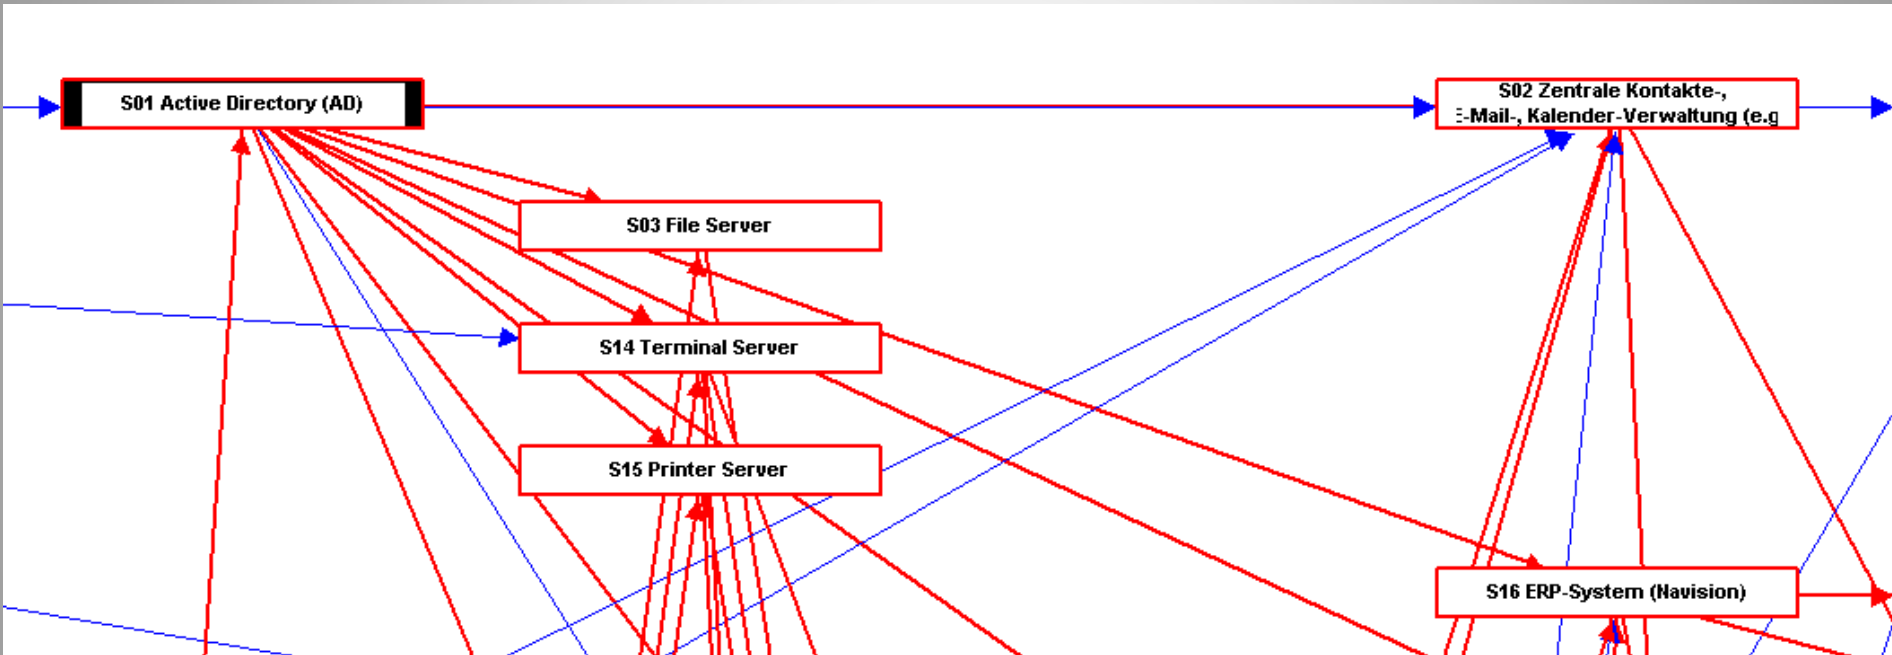 S01 Active Directory (AD)
S02 Zentrale Kontakte-,
E-Mail-, Kalender-Verwaltung (e.g
S03 File Server
S14 Terminal Server
S15 Printer Server
S16 ERP-System (Navision)